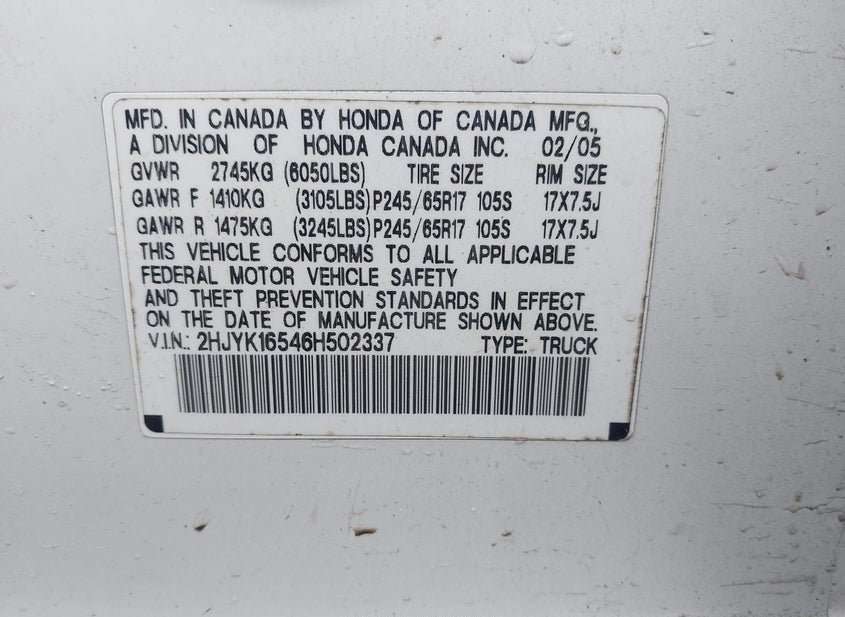 MFD. IN CANADA BY HONDA OF CANADA MFG.,
A DIVISION OF HONDA CANADA INC. 02/05
GVWR 2745KG (6050LBS) TIRE SIZE RIM SIZE
GAWR F 1410KG (3105LBS) P245/65R17 105S 17X7.5J
GAWR R 1475KG (3245LBS) P245/65R17 105S 17X7.5J
THIS VEHICLE CONFORMS TO ALL APPLICABLE
FEDERAL MOTOR VEHICLE SAFETY
AND THEFT PREVENTION STANDARDS IN EFFECT
ON THE DATE OF MANUFACTURE SHOWN ABOVE.
V.I.N.: 2HJYK16546H502337 TYPE: TRUCK